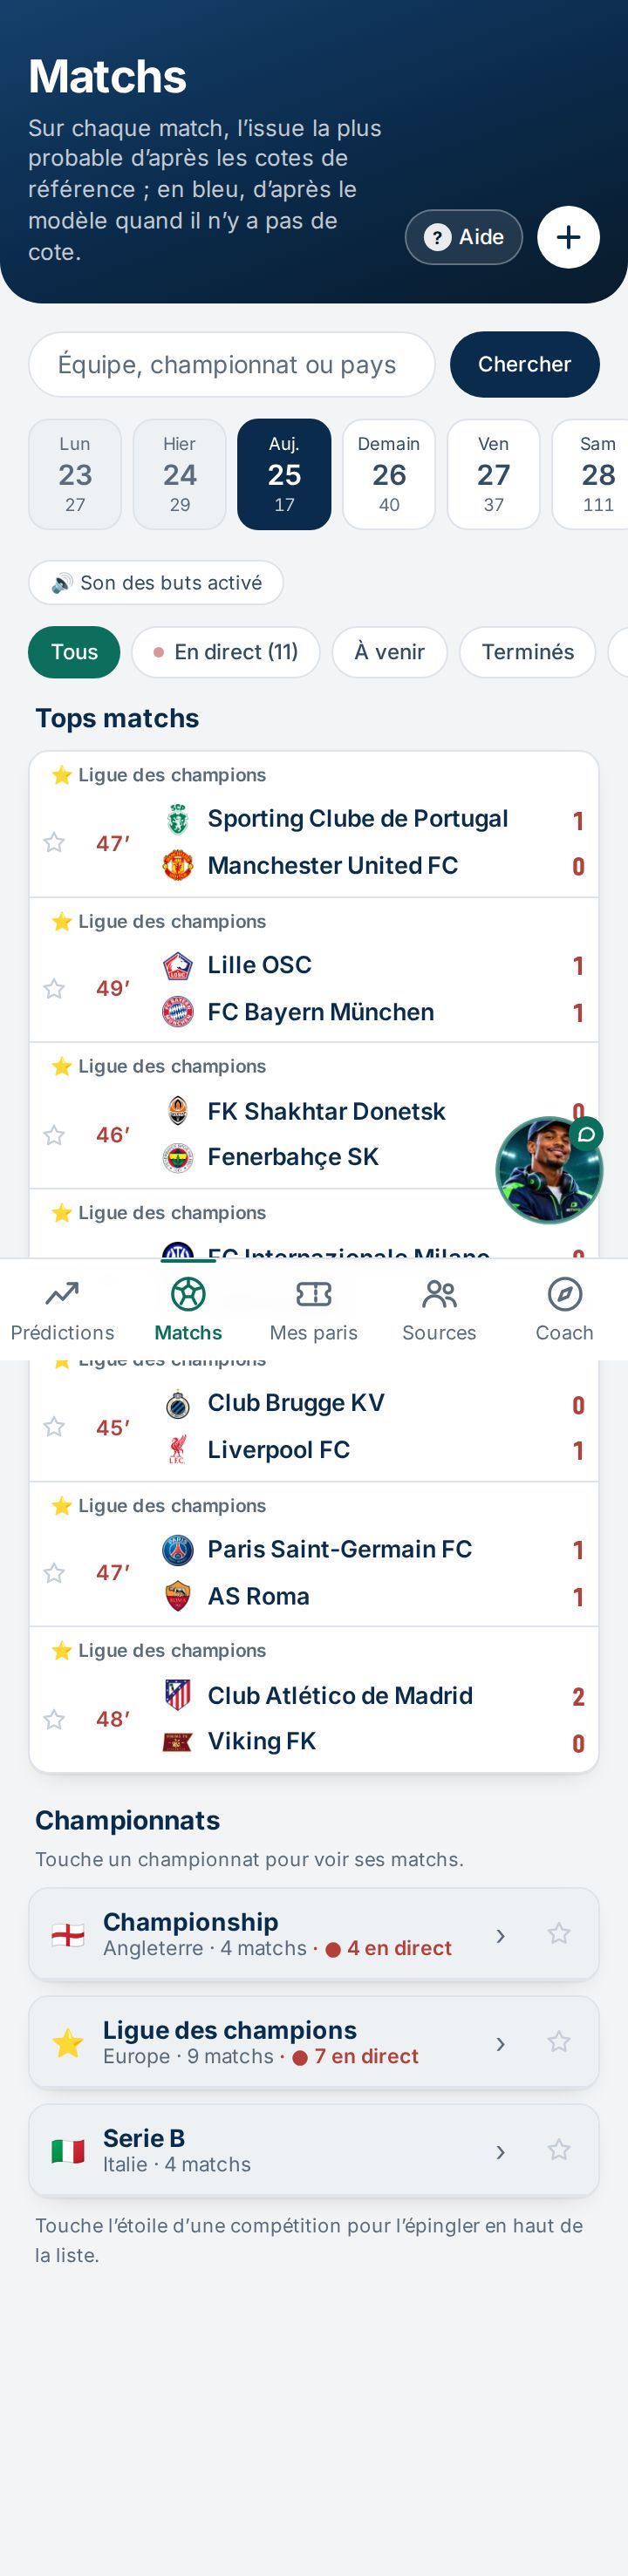 Matchs
Sur chaque match, l’issue la plus
probable d’après les cotes de
référence ; en bleu, d’après le
modèle quand il n’y a pas de
cote.
? Aide
Équipe, championnat ou pays
Chercher
Lun
23
27
Hier
24
29
Auj.
25
17
Demain
26
40
Ven
27
37
Sam
28
111
🔊 Son des buts activé
Tous
En direct (11)
À venir
Terminés
Tops matchs
⭐ Ligue des champions
47’
Sporting Clube de Portugal 1
Manchester United FC 0
⭐ Ligue des champions
49’
Lille OSC 1
FC Bayern München 1
⭐ Ligue des champions
46’
FK Shakhtar Donetsk 0
Fenerbahçe SK
⭐ Ligue des champions
FC Internazionale Milano 0
Prédictions
Matchs
Mes paris
Sources
Coach
⭐ Ligue des champions
45’
Club Brugge KV 0
Liverpool FC 1
⭐ Ligue des champions
47’
Paris Saint-Germain FC 1
AS Roma 1
⭐ Ligue des champions
48’
Club Atlético de Madrid 2
Viking FK 0
Championnats
Touche un championnat pour voir ses matchs.
Championship
Angleterre · 4 matchs · ● 4 en direct
Ligue des champions
Europe · 9 matchs · ● 7 en direct
Serie B
Italie · 4 matchs
Touche l’étoile d’une compétition pour l’épingler en haut de
la liste.